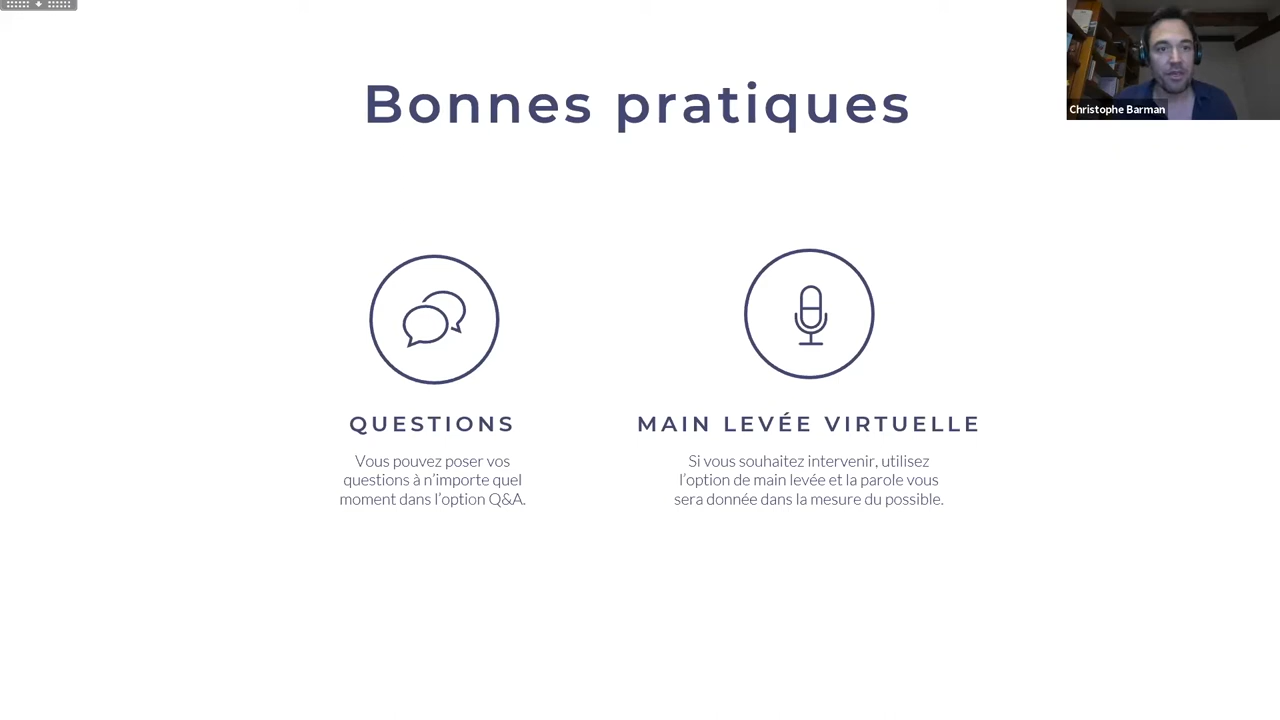 Bonnes pratiques
Christophe Barman
QUESTIONS
Vous pouvez poser vos
questions à n'importe quel
moment dans l'option Q&A.
MAIN LEVÉE VIRTUELLE
Si vous souhaitez intervenir, utilisez
l'option de main levée et la parole vous
sera donnée dans la mesure du possible.